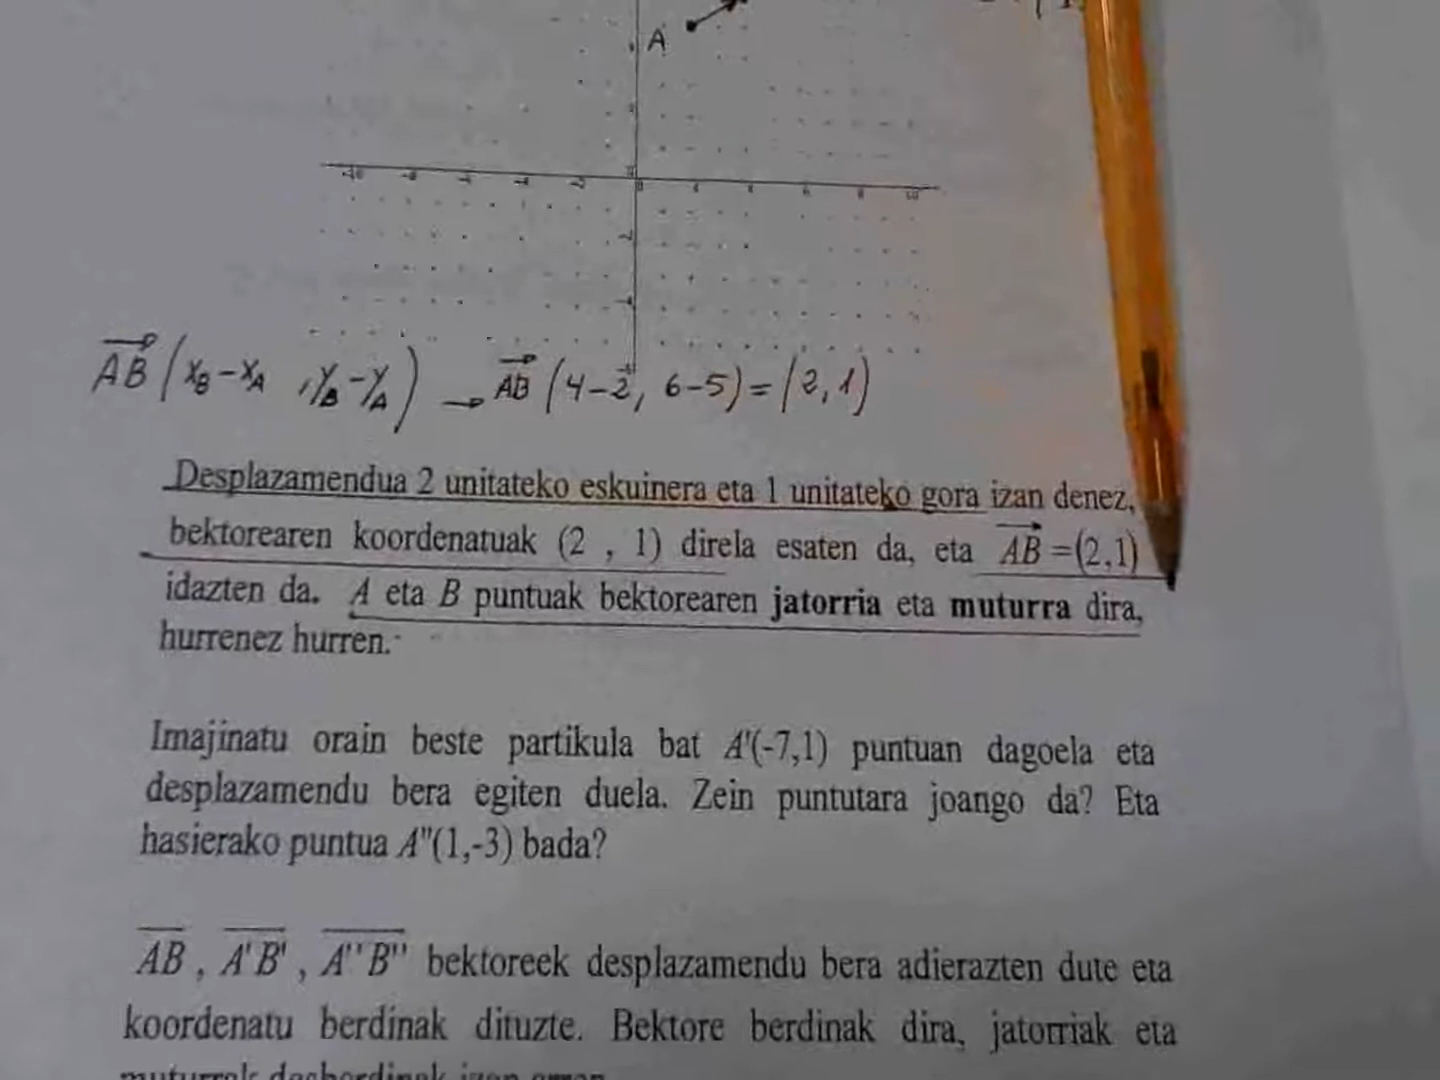 A
AB (xB-xA , yB-yA) → AB (4-2, 6-5) = (2,1)
Desplazamendua 2 unitateko eskuinera eta 1 unitateko gora izan denez,
bektorearen koordenatuak (2 , 1) direla esaten da, eta AB =(2,1)
idazten da. A eta B puntuak bektorearen jatorria eta muturra dira,
hurrenez hurren.
Imajinatu orain beste partikula bat A'(-7,1) puntuan dagoela eta
desplazamendu bera egiten duela. Zein puntutara joango da? Eta
hasierako puntua A"(1,-3) bada?
AB , A'B' , A''B'' bektoreek desplazamendu bera adierazten dute eta
koordenatu berdinak dituzte. Bektore berdinak dira, jatorriak eta